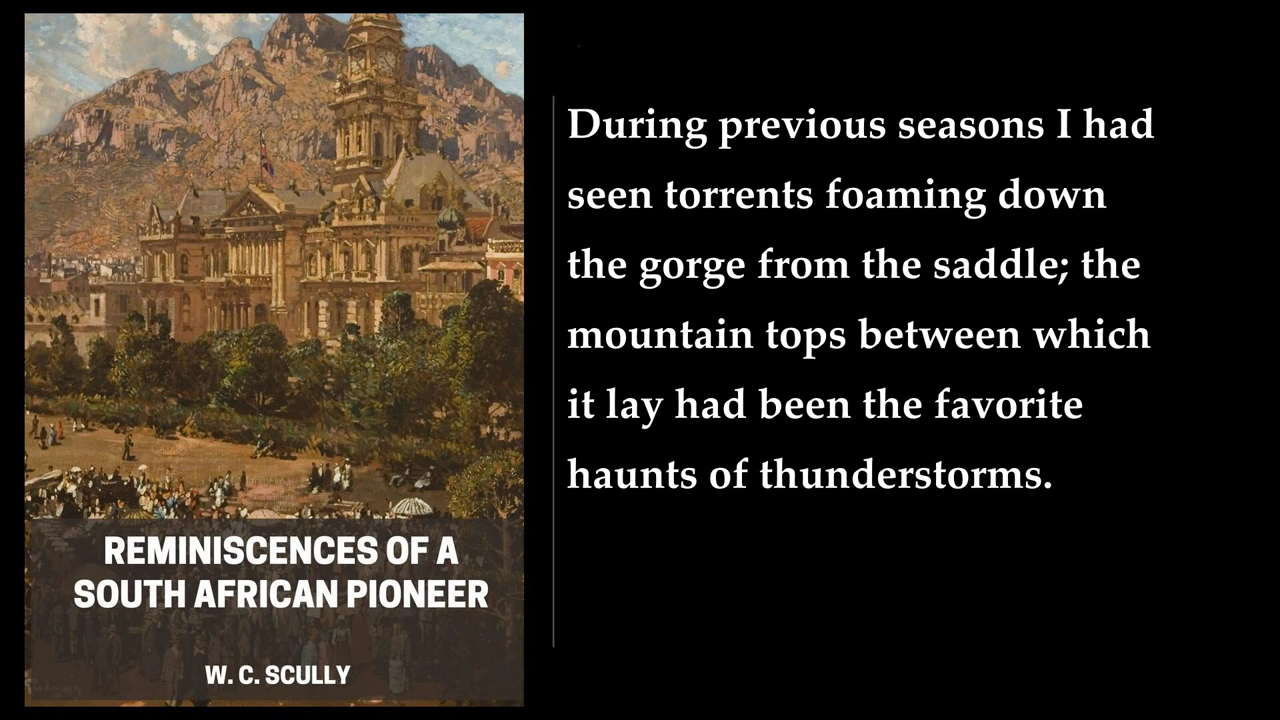 During previous seasons I had
seen torrents foaming down
the gorge from the saddle; the
mountain tops between which
it lay had been the favorite
haunts of thunderstorms.
REMINISCENCES OF A
SOUTH AFRICAN PIONEER
W. C. SCULLY